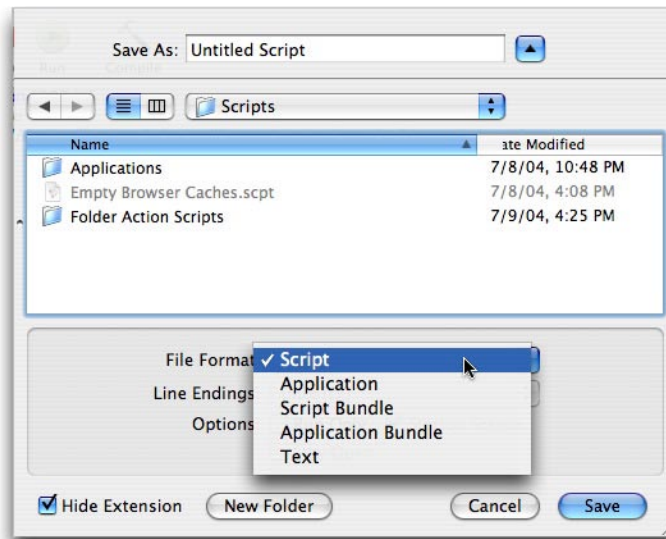 Run Compile
Save As: Untitled Script
Scripts
Name ate Modified
Applications 7/8/04, 10:48 PM
Empty Browser Caches.scpt 7/8/04, 4:08 PM
Folder Action Scripts 7/9/04, 4:25 PM
File Format ✓ Script
Application
Line Endings
Script Bundle
Options
Application Bundle
Text
Hide Extension New Folder Cancel Save